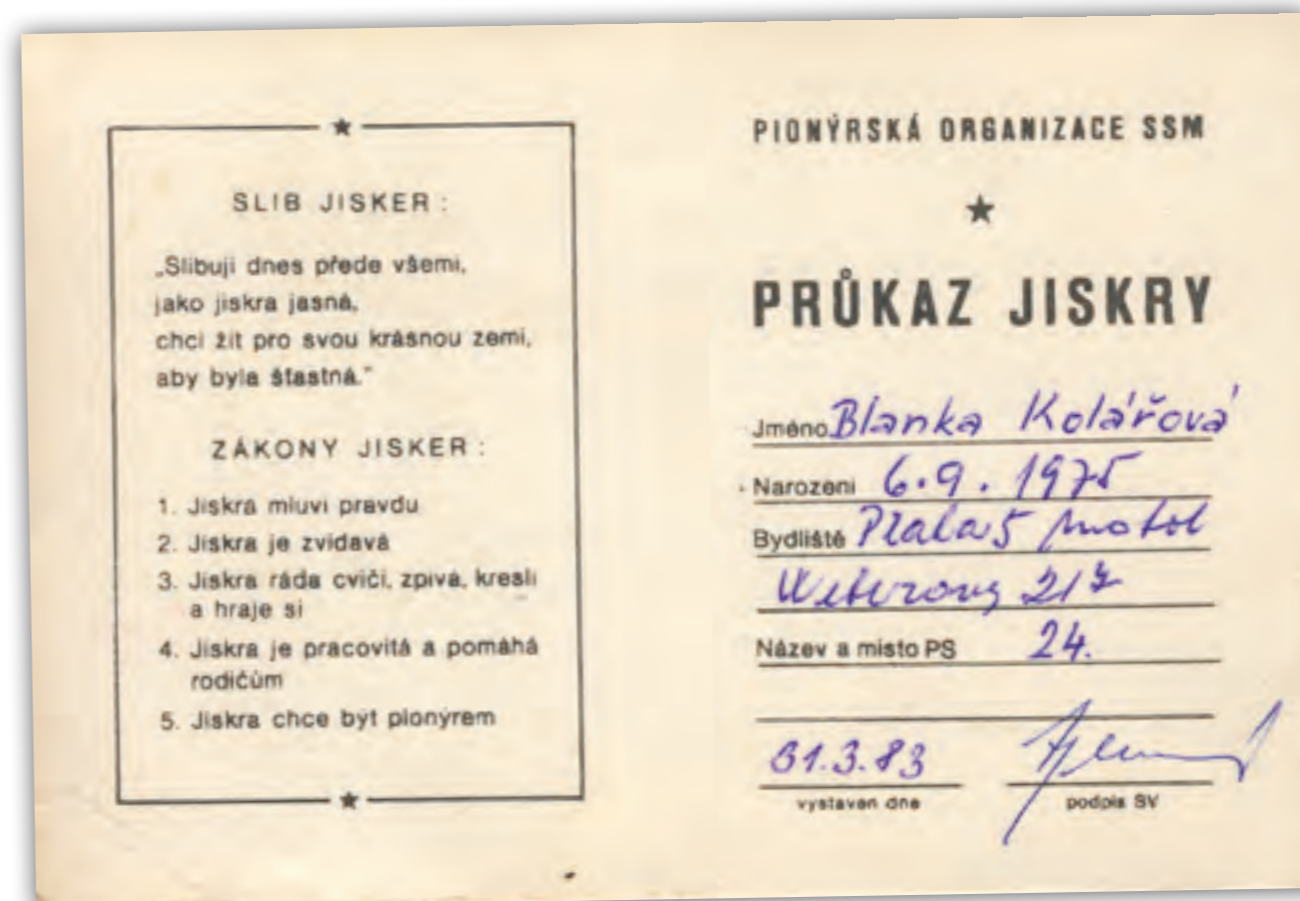 SLIB JISKER:
„Slibuji dnes přede všemi,
jako jiskra jasná,
chci žít pro svou krásnou zemi,
aby byla šťastná."
ZÁKONY JISKER:
1. Jiskra mluví pravdu
2. Jiskra je zvídavá
3. Jiskra ráda cvičí, zpívá, kreslí
a hraje si
4. Jiskra je pracovitá a pomáhá
rodičům
5. Jiskra chce být pionýrem
PIONÝRSKÁ ORGANIZACE SSM
PRŮKAZ JISKRY
Jméno Blanka Kolářová
Narození 6.9.1975
Bydliště 5 Motol
217
Název a místo PS 24.
31.3.83
vystaven dne
podpis SV